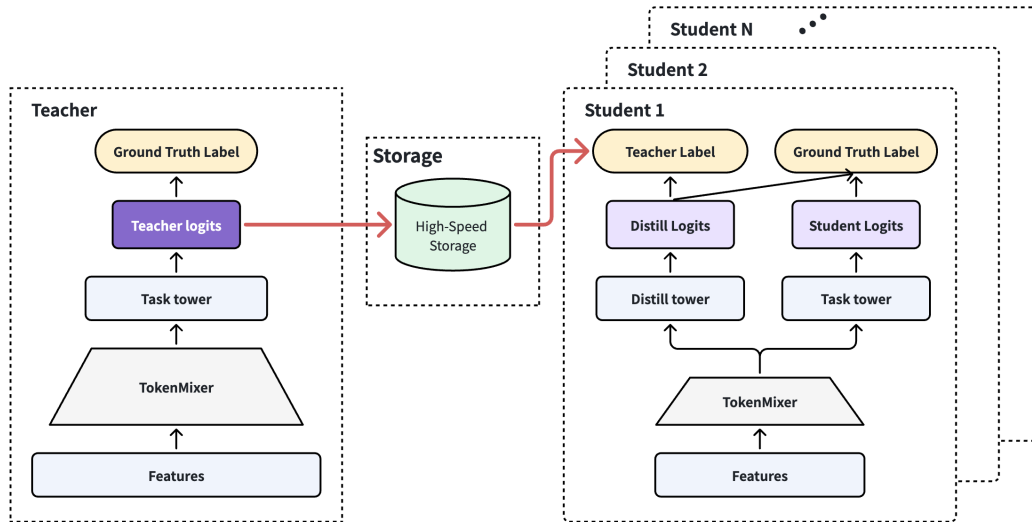 Teacher
Ground Truth Label
Teacher logits
Task tower
TokenMixer
Features
Storage
High-Speed
Storage
Student N
Student 2
Student 1
Teacher Label
Ground Truth Label
Distill Logits
Student Logits
Distill tower
Task tower
TokenMixer
Features